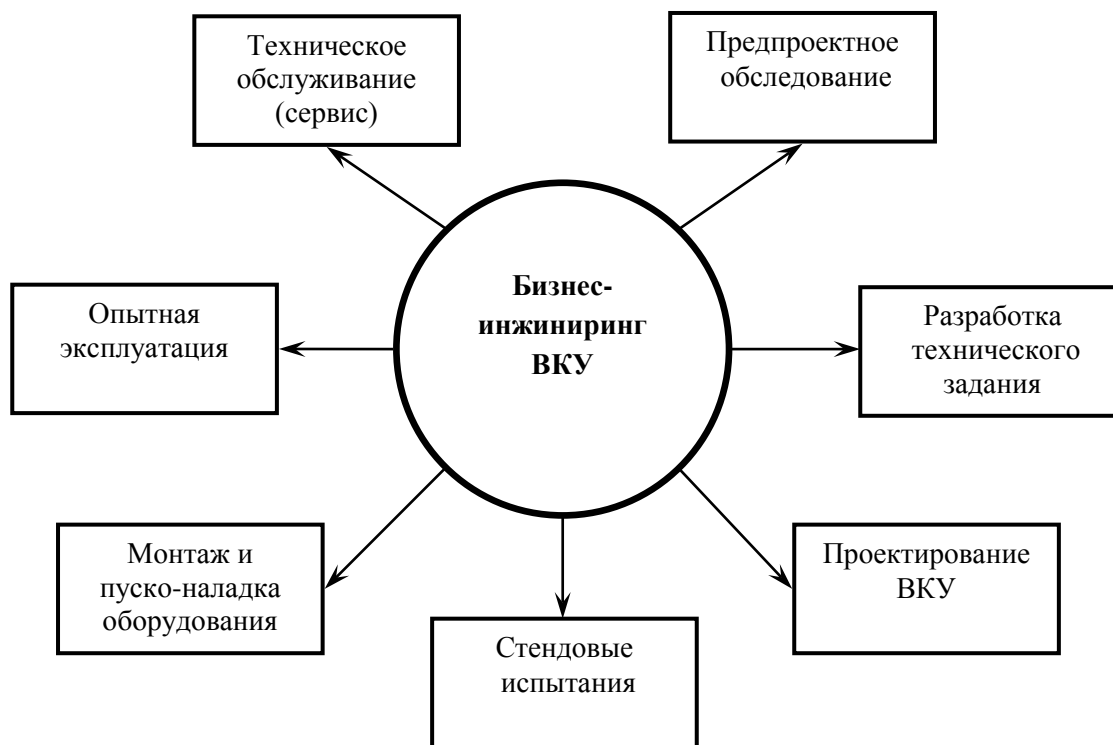 Техническое
обслуживание
(сервис)
Предпроектное
обследование
Бизнес-
инжиниринг
ВКУ
Опытная
эксплуатация
Разработка
технического
задания
Монтаж и
пуско-наладка
оборудования
Проектирование
ВКУ
Стендовые
испытания